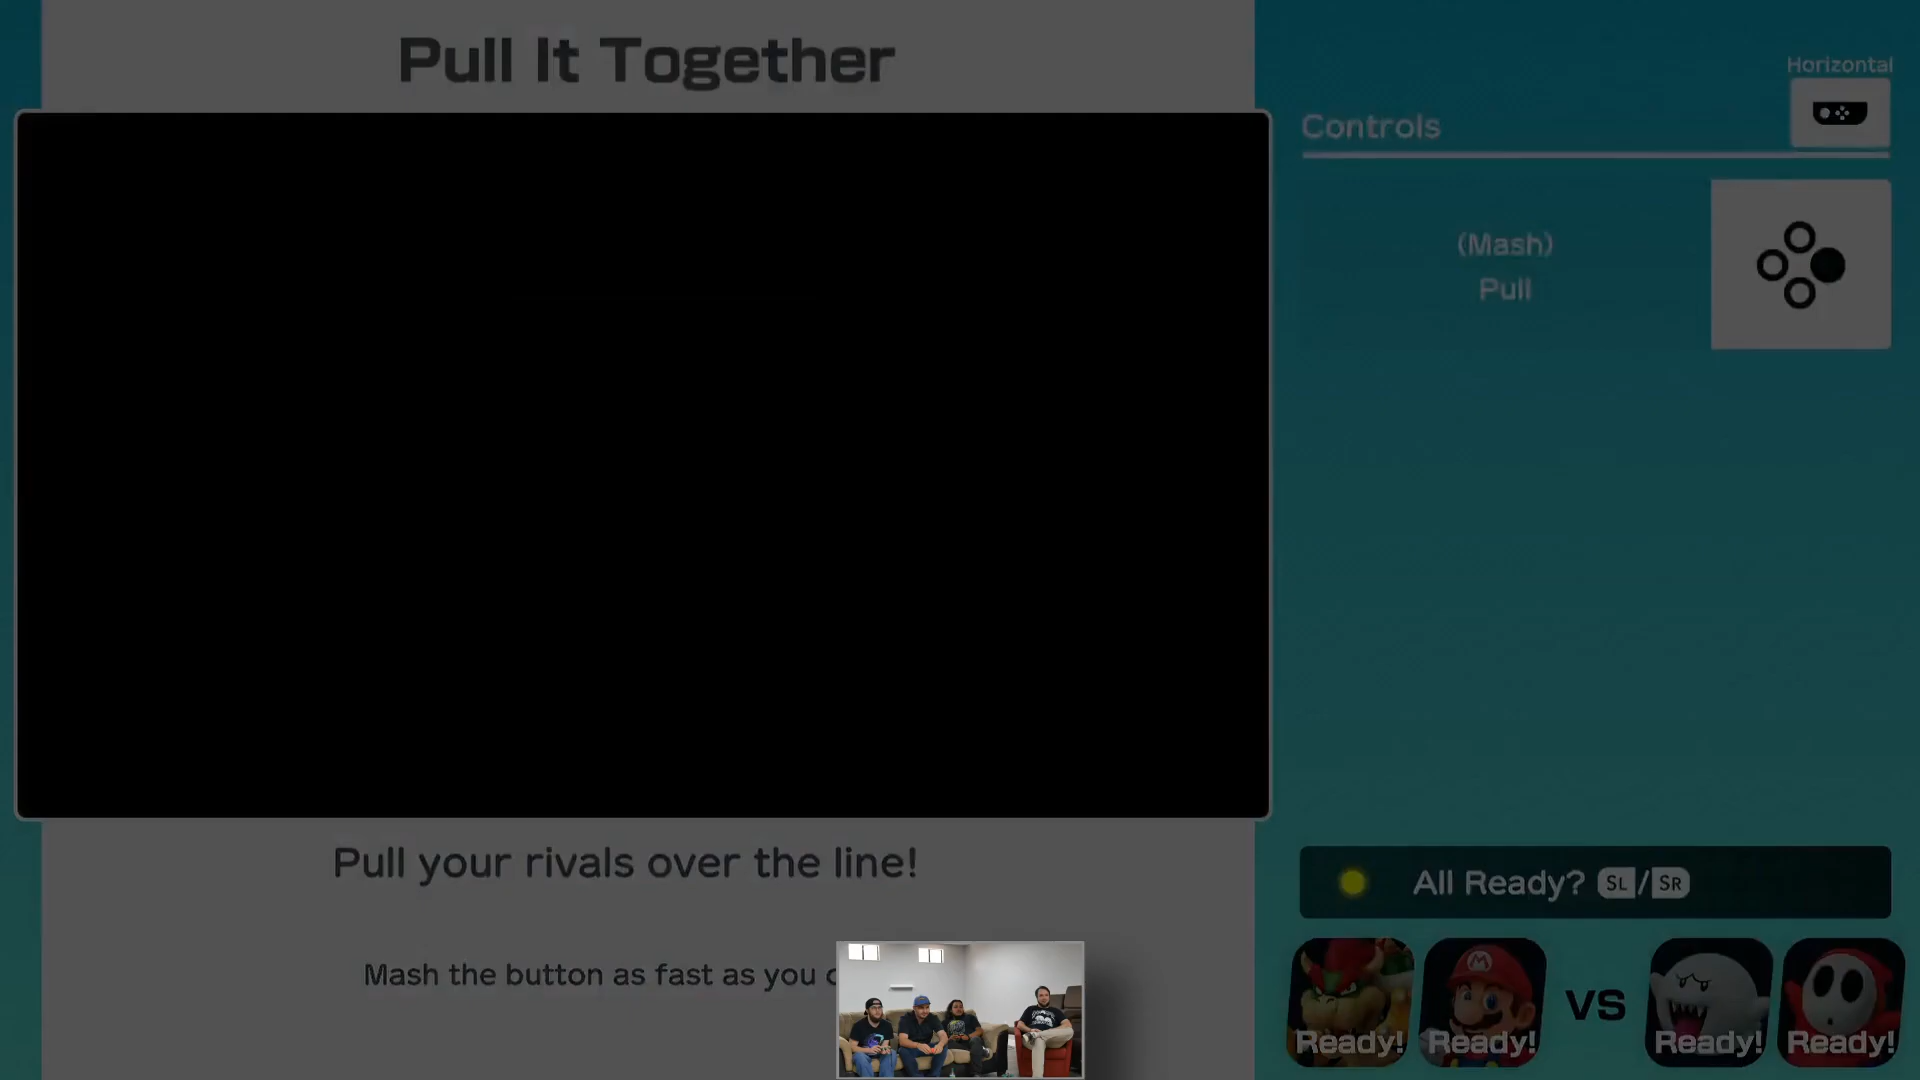 Pull It Together
Horizontal
Controls
(Mash)
Pull
Pull your rivals over the line!
Mash the button as fast as you
All Ready? SL/SR
Ready! Ready! VS Ready! Ready!